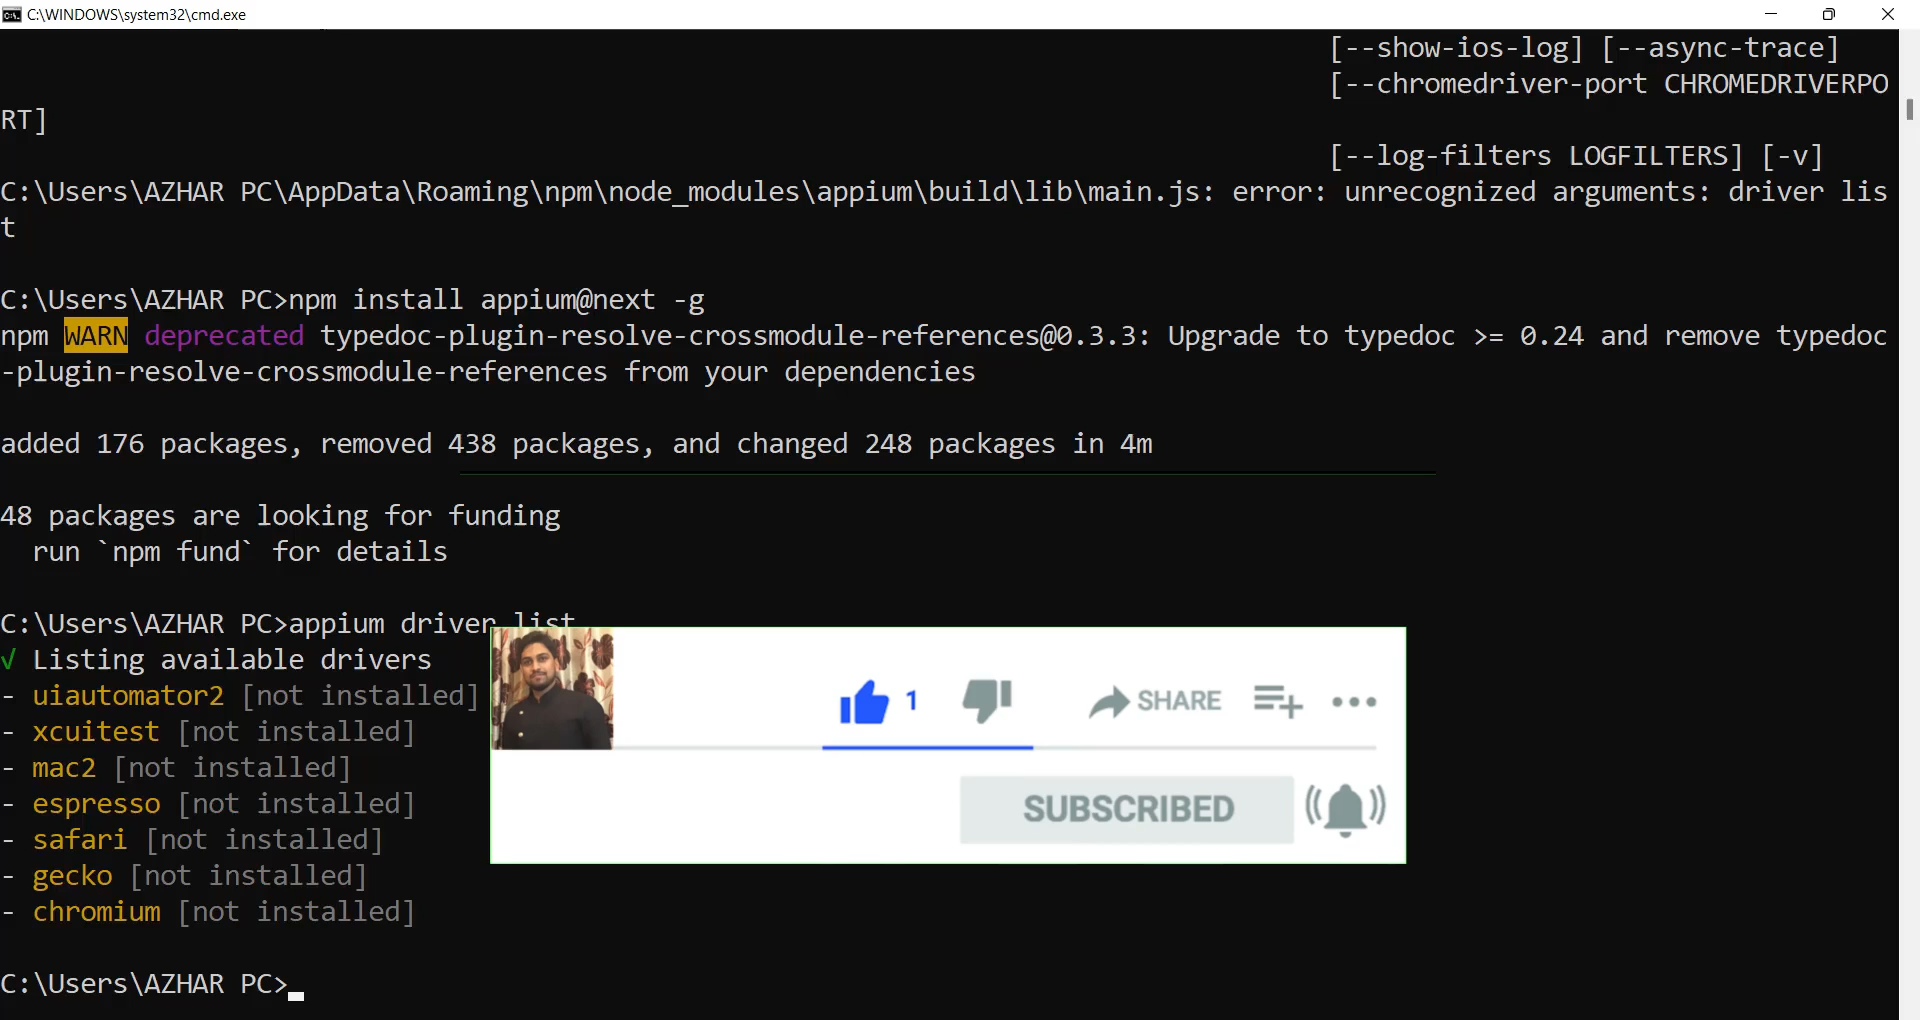 C:\WINDOWS\system32\cmd.exe
[--show-ios-log] [--async-trace]
[--chromedriver-port CHROMEDRIVERPO
RT]
[--log-filters LOGFILTERS] [-v]
C:\Users\AZHAR PC\AppData\Roaming\npm\node_modules\appium\build\lib\main.js: error: unrecognized arguments: driver lis
t
C:\Users\AZHAR PC>npm install appium@next -g
npm WARN deprecated typedoc-plugin-resolve-crossmodule-references@0.3.3: Upgrade to typedoc >= 0.24 and remove typedoc
-plugin-resolve-crossmodule-references from your dependencies
added 176 packages, removed 438 packages, and changed 248 packages in 4m
48 packages are looking for funding
run `npm fund` for details
C:\Users\AZHAR PC>appium driver list
√ Listing available drivers
- uiautomator2 [not installed]
- xcuitest [not installed]
- mac2 [not installed]
- espresso [not installed]
- safari [not installed]
- gecko [not installed]
- chromium [not installed]
1 SHARE
SUBSCRIBED
C:\Users\AZHAR PC>